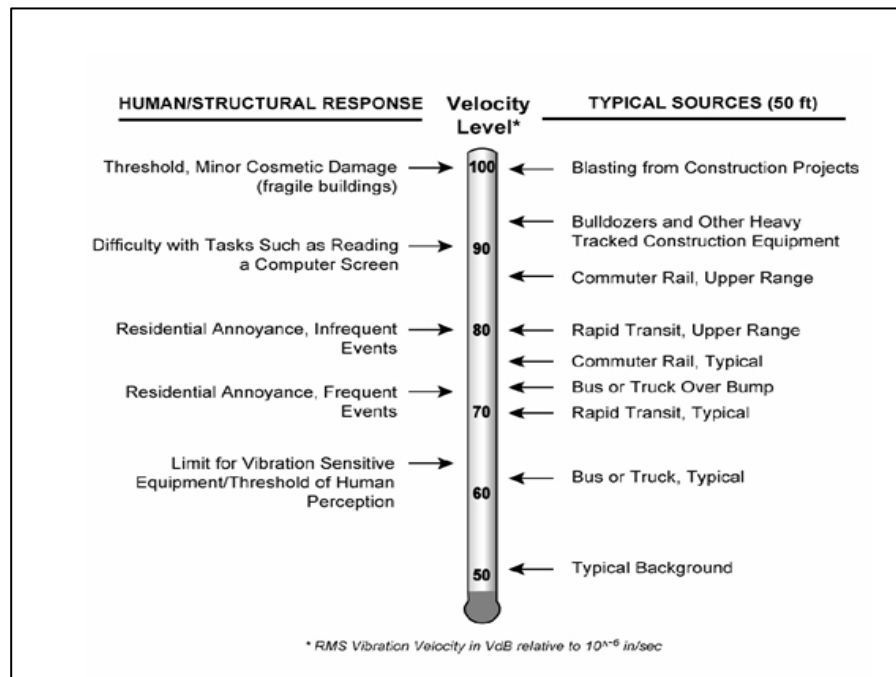 HUMAN/STRUCTURAL RESPONSE
Velocity
Level*
TYPICAL SOURCES (50 ft)
Threshold, Minor Cosmetic Damage
(fragile buildings)
100
Blasting from Construction Projects
Bulldozers and Other Heavy
Tracked Construction Equipment
Difficulty with Tasks Such as Reading
a Computer Screen
90
Commuter Rail, Upper Range
Residential Annoyance, Infrequent
Events
80
Rapid Transit, Upper Range
Commuter Rail, Typical
Residential Annoyance, Frequent
Events
Bus or Truck Over Bump
70
Rapid Transit, Typical
Limit for Vibration Sensitive
Equipment/Threshold of Human
Perception
Bus or Truck, Typical
60
50
Typical Background
* RMS Vibration Velocity in VdB relative to 10^-6 in/sec